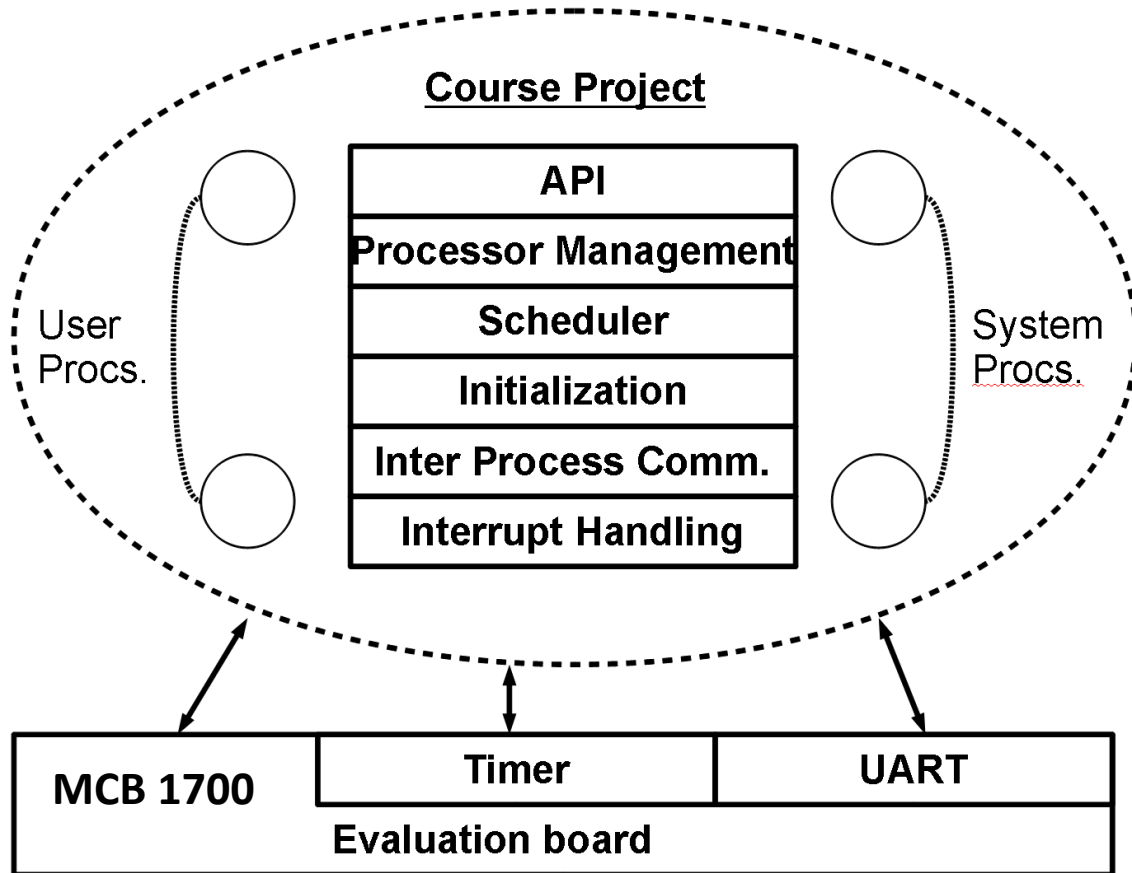 Course Project
API
Processor Management
Scheduler
Initialization
Inter Process Comm.
Interrupt Handling
User
Procs.
System
Procs.
MCB 1700
Timer
UART
Evaluation board